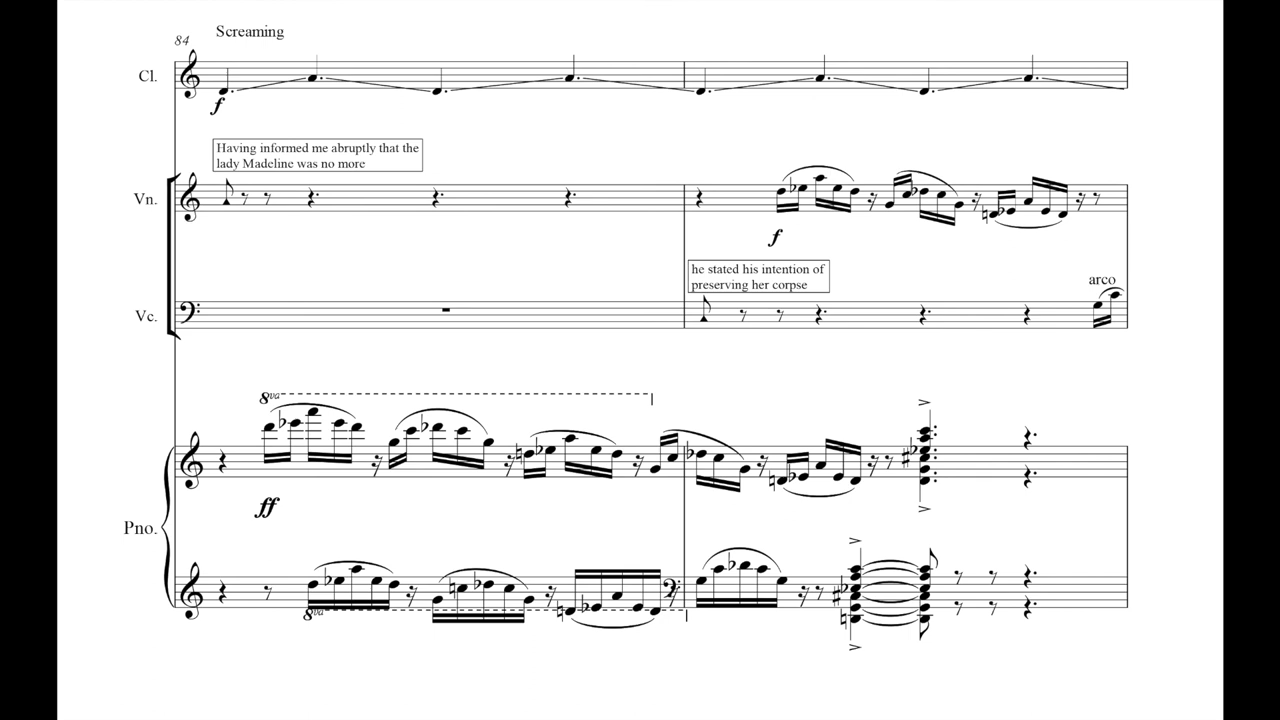 84
Screaming
Cl.
f
Having informed me abruptly that the
lady Madeline was no more
Vn.
f
he stated his intention of
preserving her corpse
arco
Vc.
8va
ff
Pno.
8va